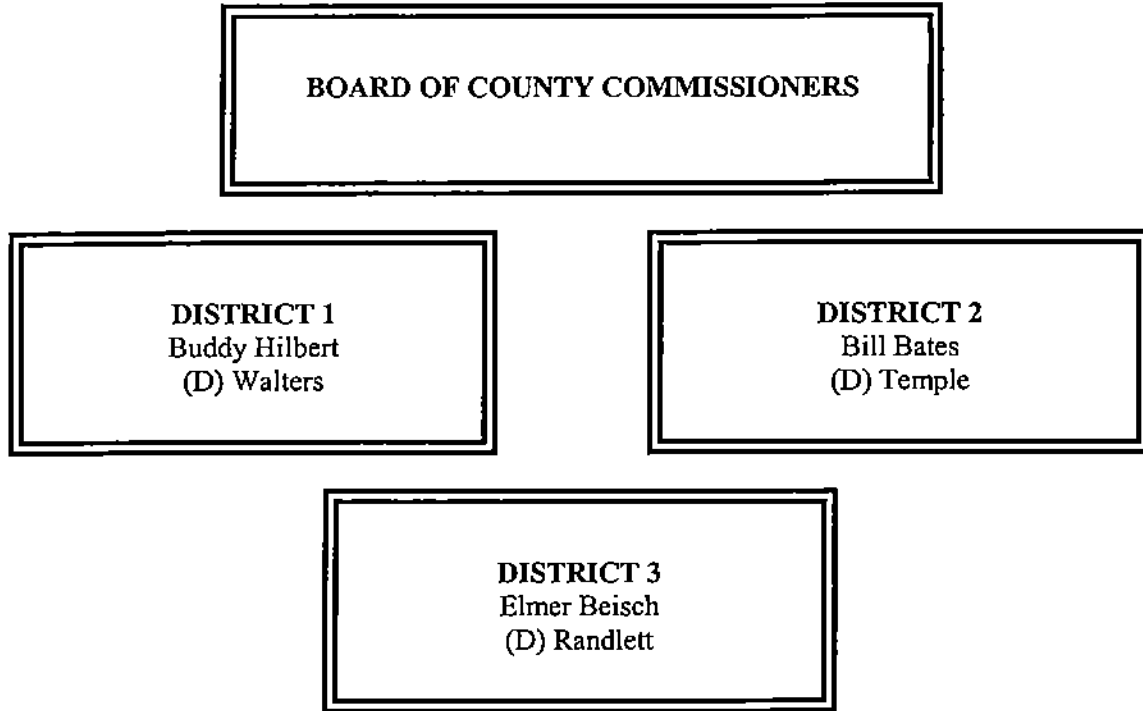 BOARD OF COUNTY COMMISSIONERS
DISTRICT 1
Buddy Hilbert
(D) Walters
DISTRICT 2
Bill Bates
(D) Temple
DISTRICT 3
Elmer Beisch
(D) Randlett